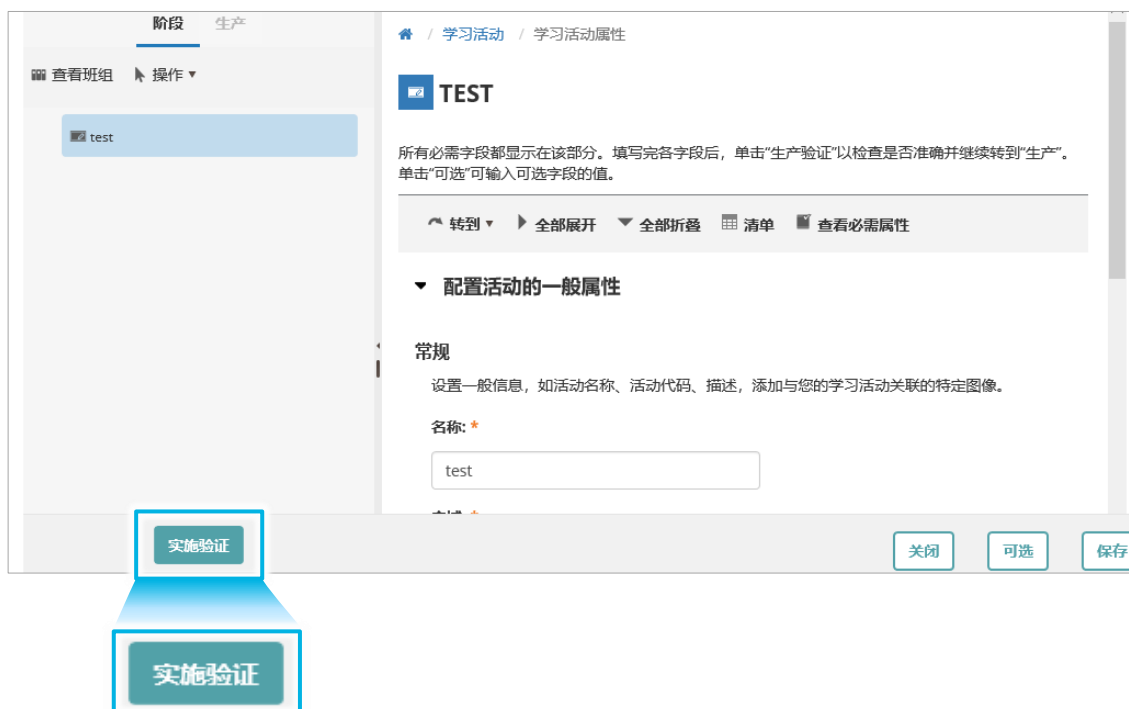 阶段 生产
查看班组 操作
test
/ 学习活动 / 学习活动属性
TEST
所有必需字段都显示在该部分。填写完各字段后，单击“生产验证”以检查是否准确并继续转到“生产”。
单击“可选”可输入可选字段的值。
转到 全部展开 全部折叠 清单 查看必需属性
配置活动的一般属性
常规
设置一般信息，如活动名称、活动代码、描述，添加与您的学习活动关联的特定图像。
名称: *
test
实施验证
关闭 可选 保存
实施验证